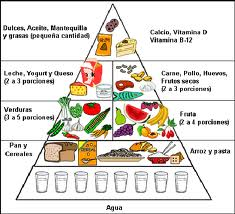 Dulces, Aceite, Mantequilla
y grasas (pequeña cantidad)
Calcio, Vitamina D
Vitamina B-12
Leche, Yogurt y Queso
(2 a 3 porciones)
Carne, Pollo, Huevos,
Frutos secos
(2 a 3 porciones)
Verduras
(3 a 5 porciones)
Fruta
(2 a 4 porciones)
Pan y
Cereales
Arroz y pasta
Agua